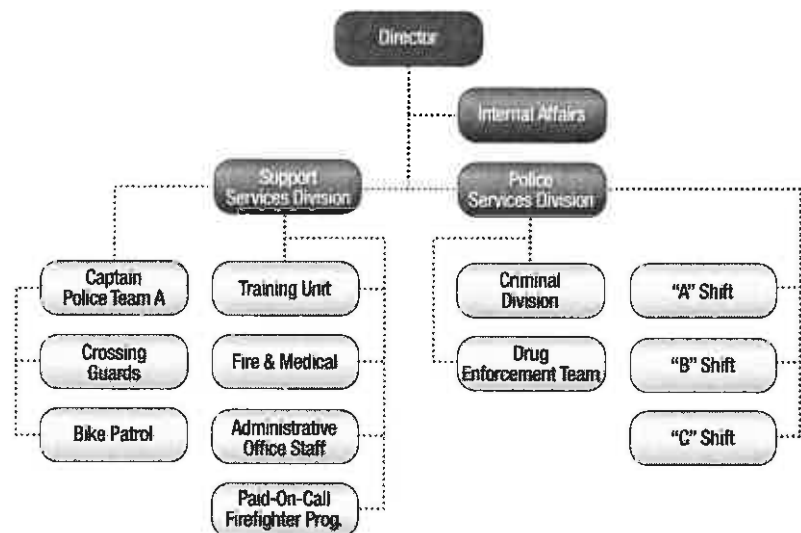 Director
Internal Affairs
Support
Services Division
Police
Services Division
Captain
Police Team A
Training Unit
Criminal
Division
"A" Shift
Crossing
Guards
Fire & Medical
Drug
Enforcement Team
"B" Shift
Bike Patrol
Administrative
Office Staff
"C" Shift
Paid-On-Call
Firefighter Prog.